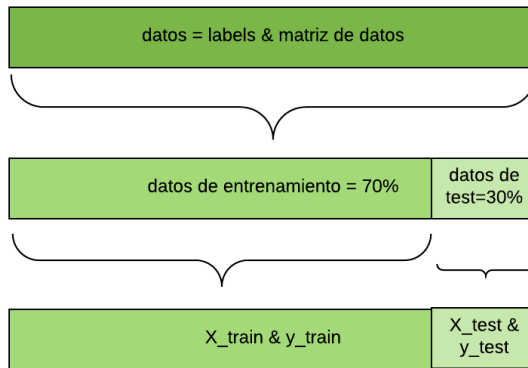 datos = labels & matriz de datos
datos de entrenamiento = 70%
datos de
test=30%
X_train & y_train
X_test &
y_test